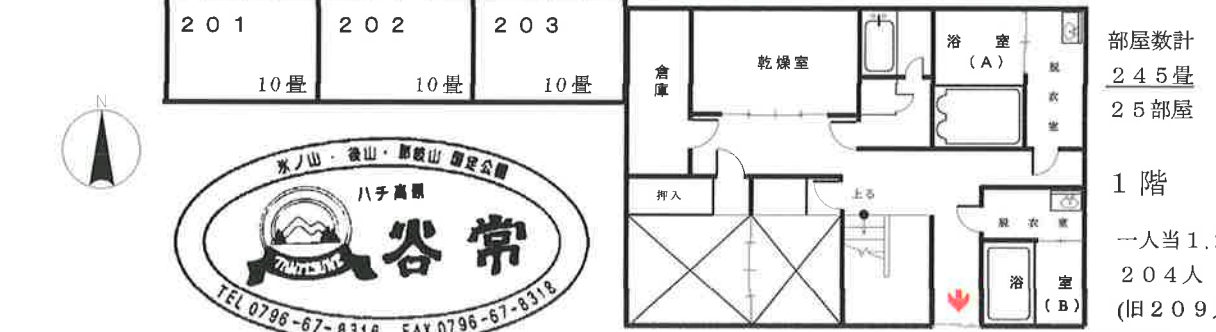 201
202
203
10畳
10畳
10畳
倉庫
乾燥室
浴室
(A)
脱衣室
部屋数計
245畳
25部屋
N
氷ノ山・後山・那岐山 国定公園
ハチ高原
谷常
TANITSUNE
TEL 0796-67-8316 FAX 0796-67-8318
押入
上る
脱衣室
浴室
(B)
1階
一人当1.
204人
(旧209人